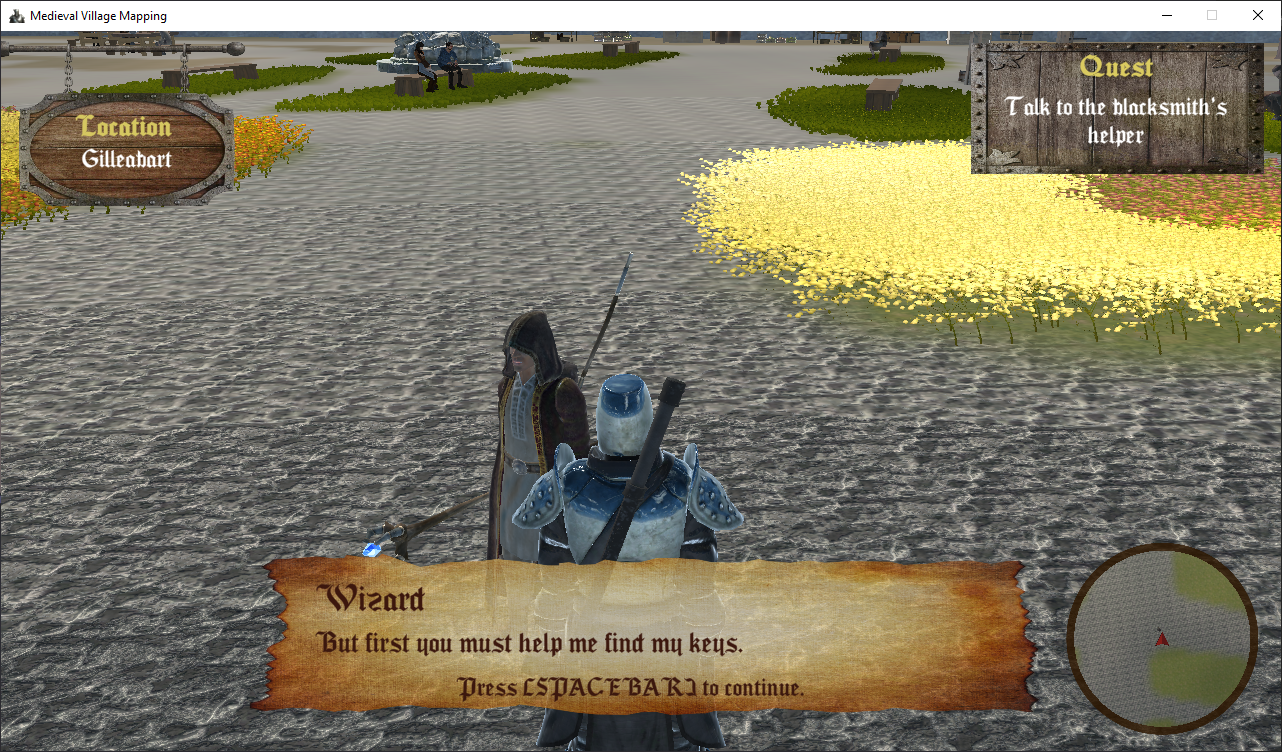 Medieval Village Mapping
Location
Gilleabart
Quest
Talk to the blacksmith's
helper
Wizard
But first you must help me find my keys.
Press [SPACEBAR] to continue.